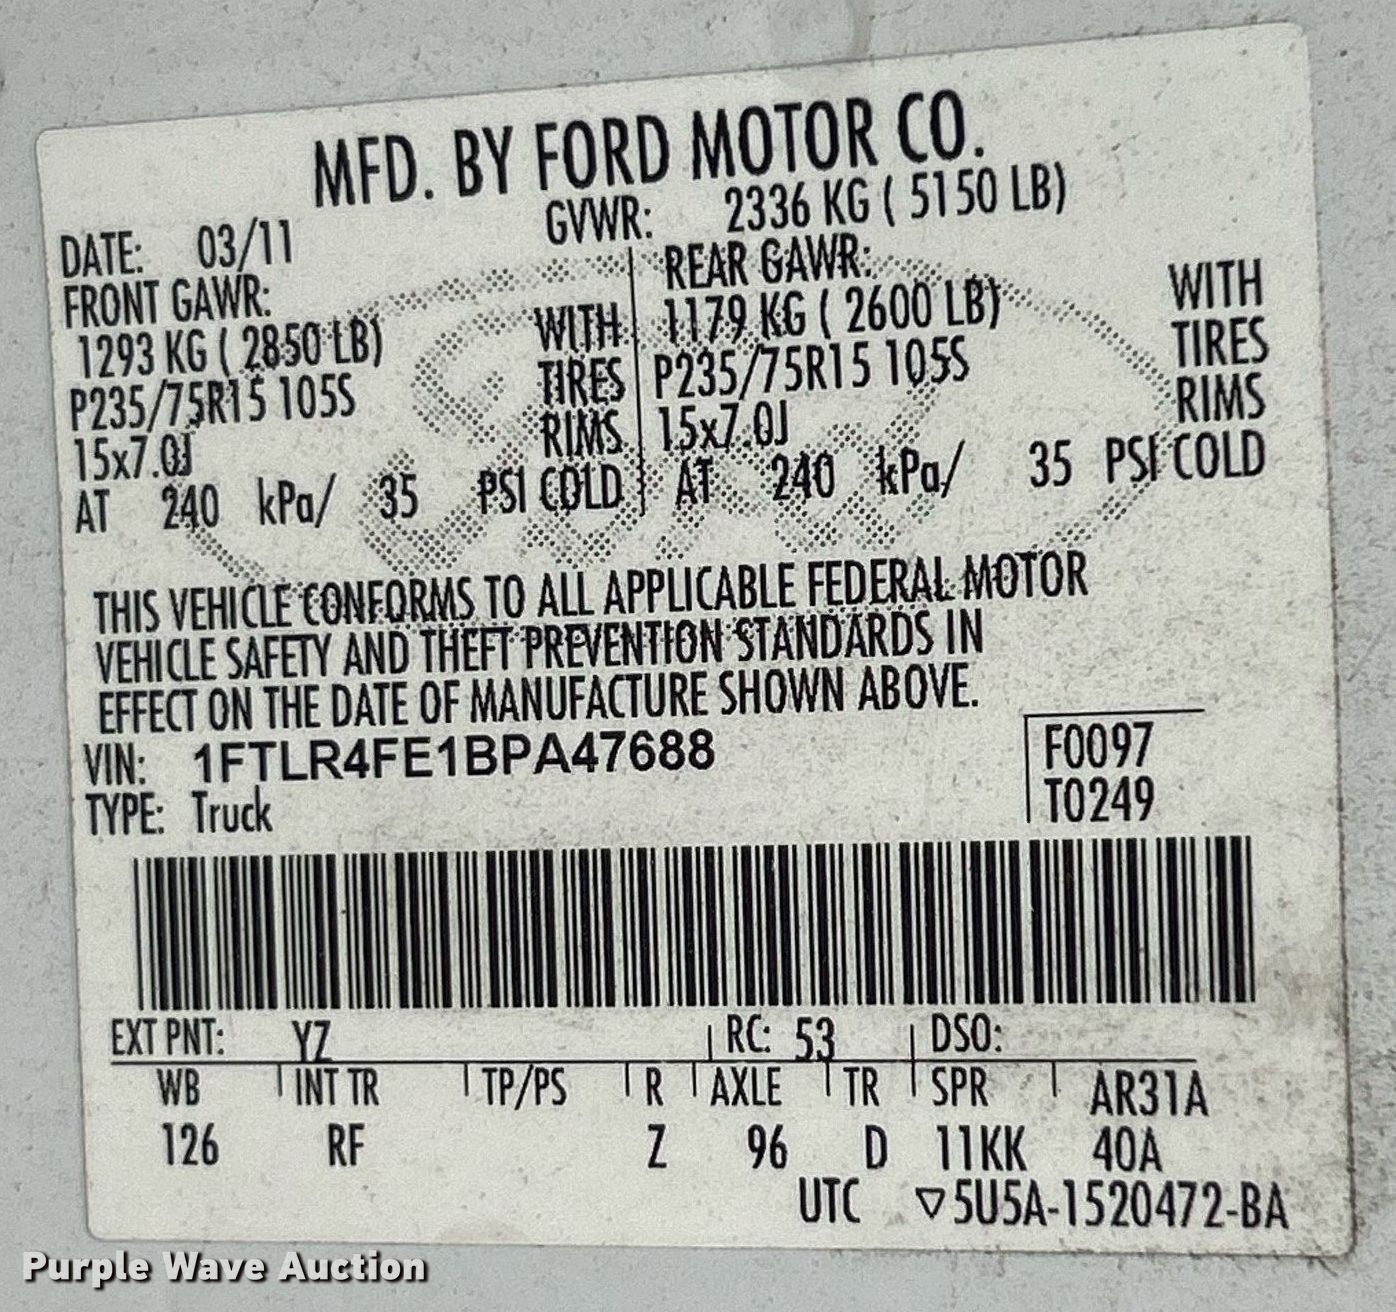 MFD. BY FORD MOTOR CO.
DATE: 03/11 GVWR: 2336 KG ( 5150 LB)
FRONT GAWR: REAR GAWR:
1293 KG ( 2850 LB) WITH 1179 KG ( 2600 LB) WITH
P235/75R15 105S TIRES P235/75R15 105S TIRES
15x7.0J RIMS 15x7.0J RIMS
AT 240 kPa/ 35 PSI COLD AT 240 kPa/ 35 PSI COLD
THIS VEHICLE CONFORMS TO ALL APPLICABLE FEDERAL MOTOR
VEHICLE SAFETY AND THEFT PREVENTION STANDARDS IN
EFFECT ON THE DATE OF MANUFACTURE SHOWN ABOVE.
VIN: 1FTLR4FE1BPA47688 F0097
TYPE: Truck T0249
EXT PNT: YZ RC: 53 DSO:
WB INT TR TP/PS R AXLE TR SPR AR31A
126 RF Z 96 D 11KK 40A
UTC ▽5U5A-1520472-BA
Purple Wave Auction